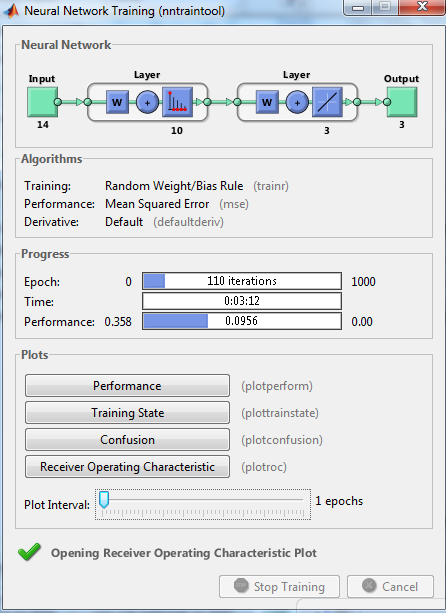 Neural Network Training (nntraintool)
Neural Network
Input Layer Layer Output
W + W +
14 10 3 3
Algorithms
Training: Random Weight/Bias Rule (trainr)
Performance: Mean Squared Error (mse)
Derivative: Default (defaultderiv)
Progress
Epoch: 0 110 iterations 1000
Time: 0:03:12
Performance: 0.358 0.0956 0.00
Plots
Performance (plotperform)
Training State (plottrainstate)
Confusion (plotconfusion)
Receiver Operating Characteristic (plotroc)
Plot Interval: 1 epochs
Opening Receiver Operating Characteristic Plot
Stop Training Cancel